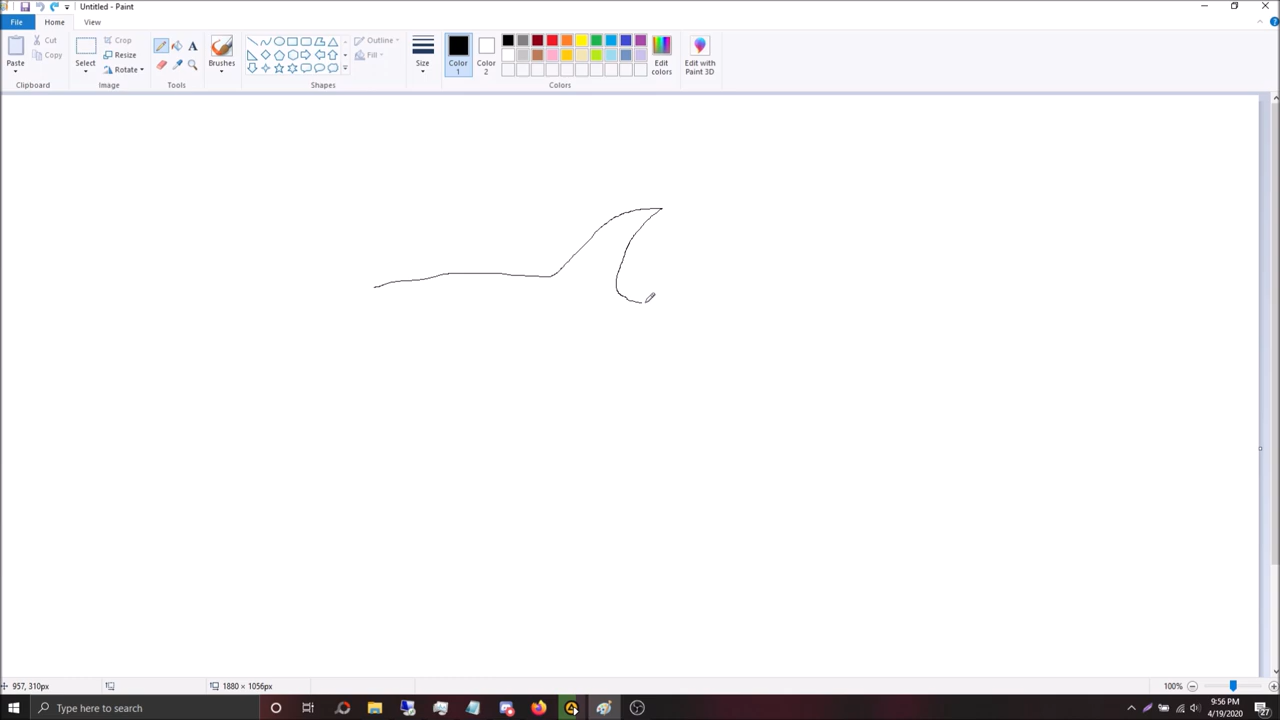 Untitled - Paint
File
Home
View
Paste
Cut
Copy
Clipboard
Select
Crop
Resize
Rotate
Image
A
Tools
Brushes
Outline
Fill
Shapes
Size
Color
1
Color
2
Edit
colors
Edit with
Paint 3D
Colors
957, 310px
1880 × 1056px
100%
Type here to search
9:56 PM
4/19/2020
27